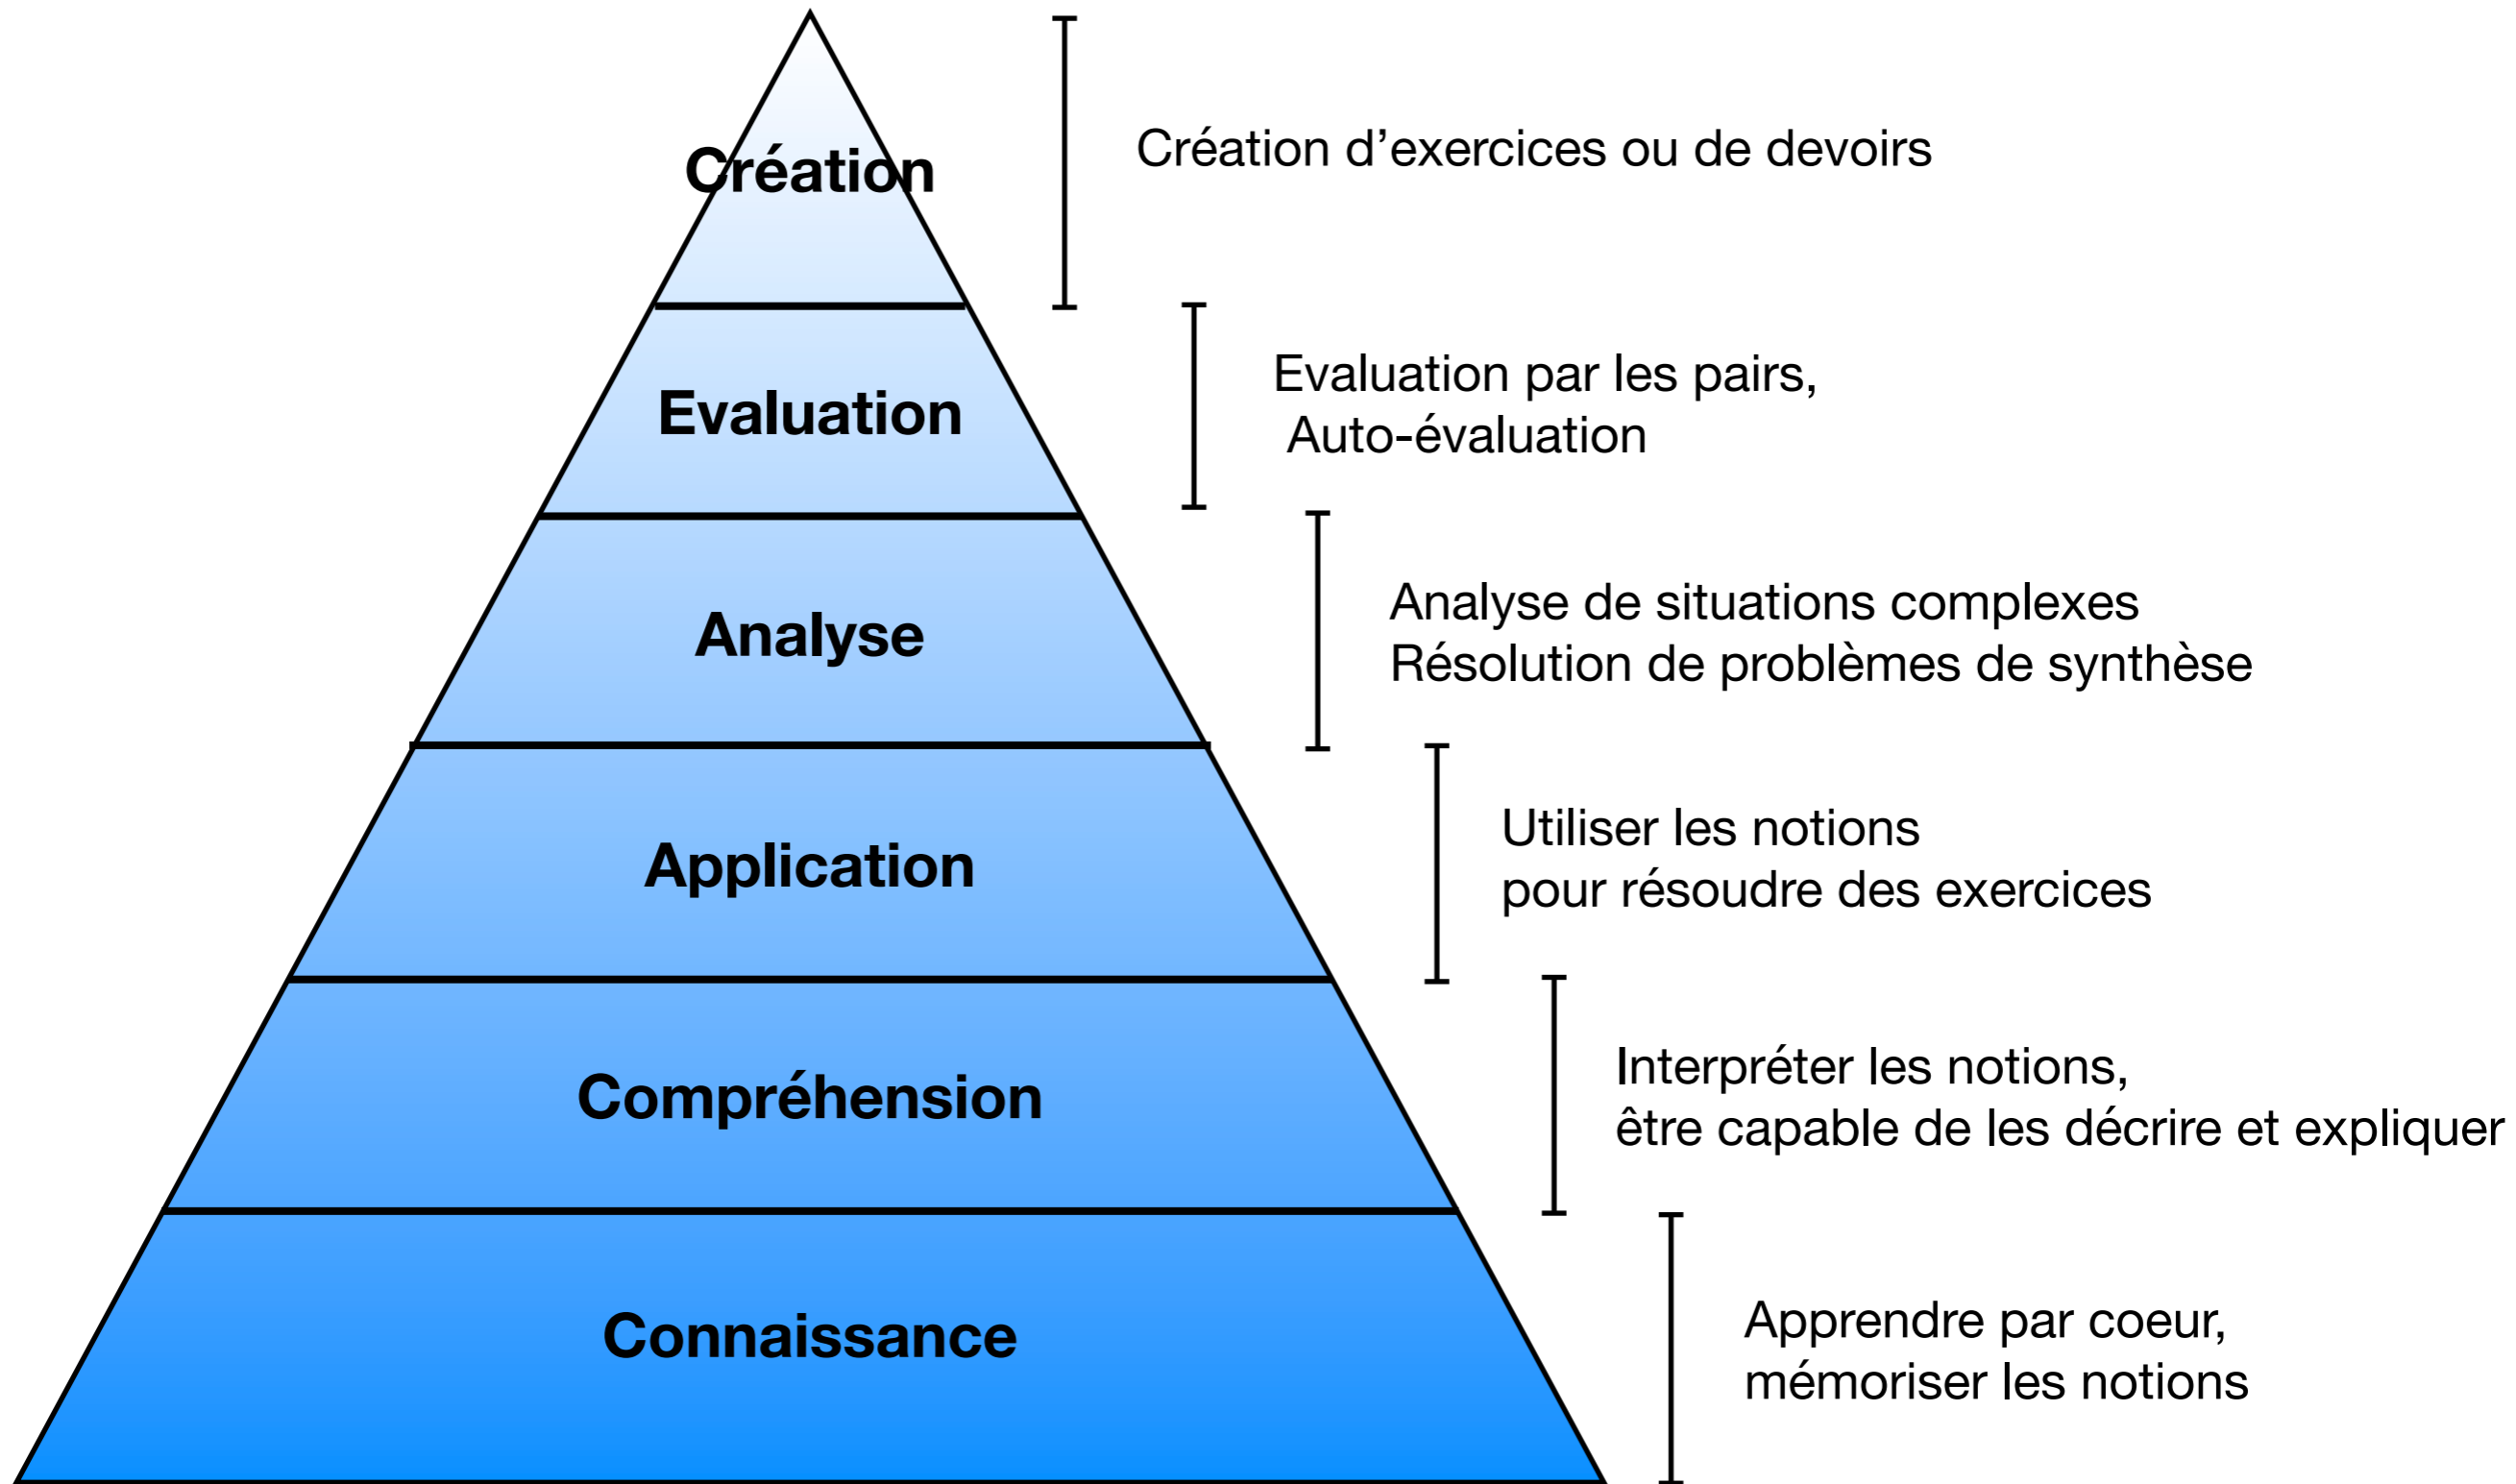 Création
Création d’exercices ou de devoirs
Evaluation
Evaluation par les pairs,
Auto-évaluation
Analyse
Analyse de situations complexes
Résolution de problèmes de synthèse
Application
Utiliser les notions
pour résoudre des exercices
Compréhension
Interpréter les notions,
être capable de les décrire et expliquer
Connaissance
Apprendre par coeur,
mémoriser les notions